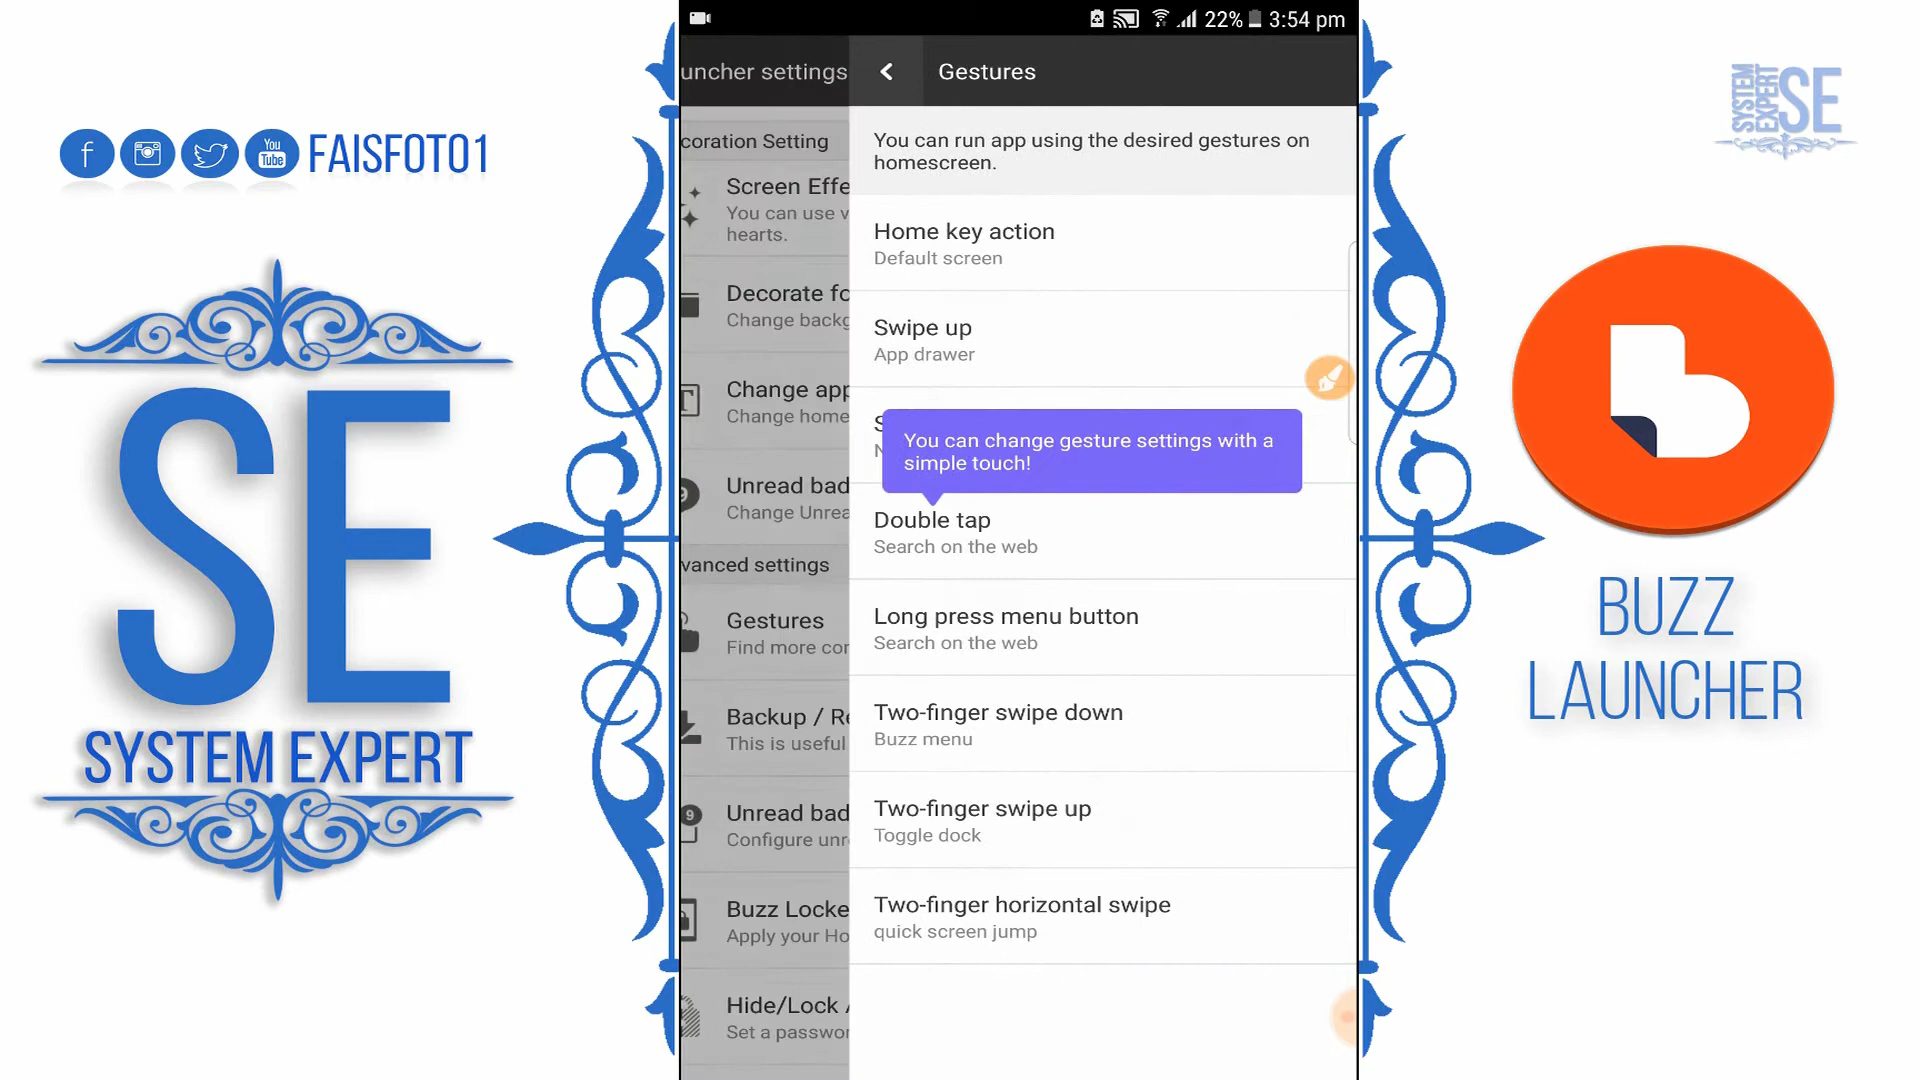 22% 3:54 pm
uncher settings
Gestures
coration Setting
Screen Effe
You can use v
hearts.
Decorate fo
Change backg
Change app
Change home
Unread bad
Change Unrea
vanced settings
Gestures
Find more cor
Backup / Re
This is useful
Unread bad
Configure unr
Buzz Locke
Apply your Ho
Hide/Lock A
Set a passwor
You can run app using the desired gestures on
homescreen.
Home key action
Default screen
Swipe up
App drawer
S
N
You can change gesture settings with a
simple touch!
Double tap
Search on the web
Long press menu button
Search on the web
Two-finger swipe down
Buzz menu
Two-finger swipe up
Toggle dock
Two-finger horizontal swipe
quick screen jump
f
You
Tube
FAISFOTO1
SE
SYSTEM EXPERT
SYSTEM
EXPERT
SE
BUZZ
LAUNCHER